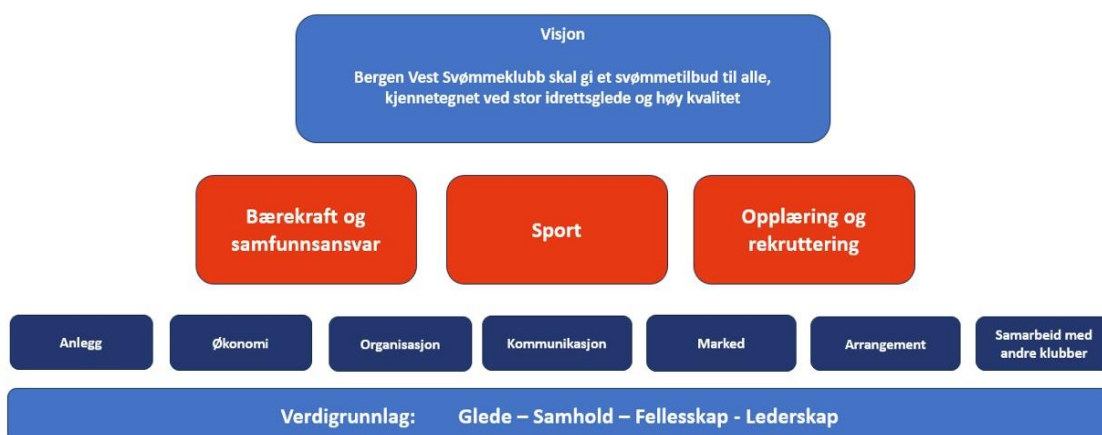 Visjon
Bergen Vest Svømmeklubb skal gi et svømmetilbud til alle,
kjennetegnet ved stor idrettsglede og høy kvalitet
Bærekraft og
samfunnsansvar
Sport
Opplæring og
rekruttering
Anlegg
Økonomi
Organisasjon
Kommunikasjon
Marked
Arrangement
Samarbeid med
andre klubber
Verdigrunnlag: Glede – Samhold – Fellesskap - Lederskap